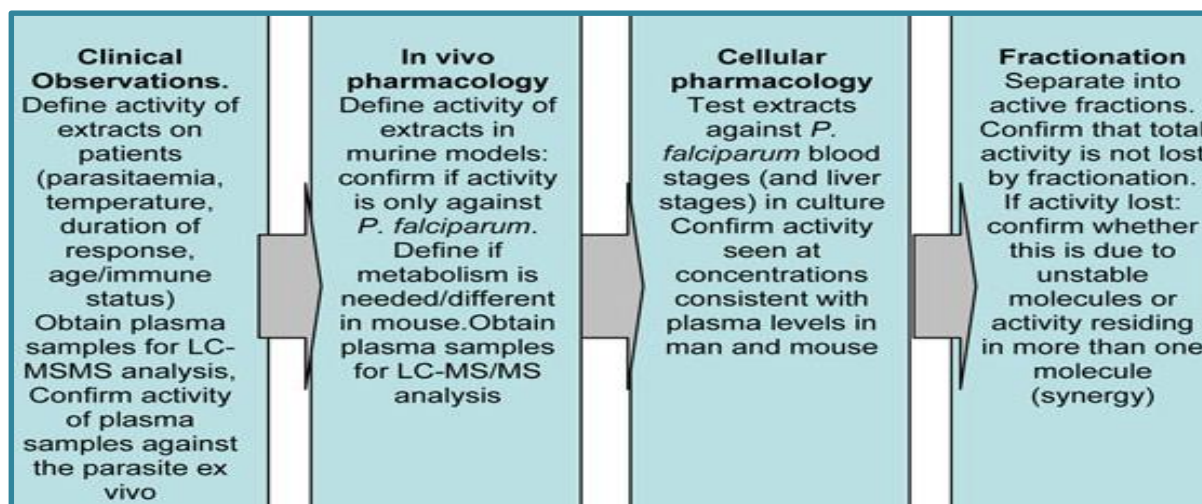 Clinical
Observations.
Define activity of
extracts on
patients
(parasitaemia,
temperature,
duration of
response,
age/immune
status)
Obtain plasma
samples for LC-
MSMS analysis,
Confirm activity
of plasma
samples against
the parasite ex
vivo
In vivo
pharmacology
Define activity of
extracts in
murine models:
confirm if activity
is only against
P. falciparum.
Define if
metabolism is
needed/different
in mouse.Obtain
plasma samples
for LC-MS/MS
analysis
Cellular
pharmacology
Test extracts
against P.
falciparum blood
stages (and liver
stages) in culture
Confirm activity
seen at
concentrations
consistent with
plasma levels in
man and mouse
Fractionation
Separate into
active fractions.
Confirm that total
activity is not lost
by fractionation.
If activity lost:
confirm whether
this is due to
unstable
molecules or
activity residing
in more than one
molecule
(synergy)